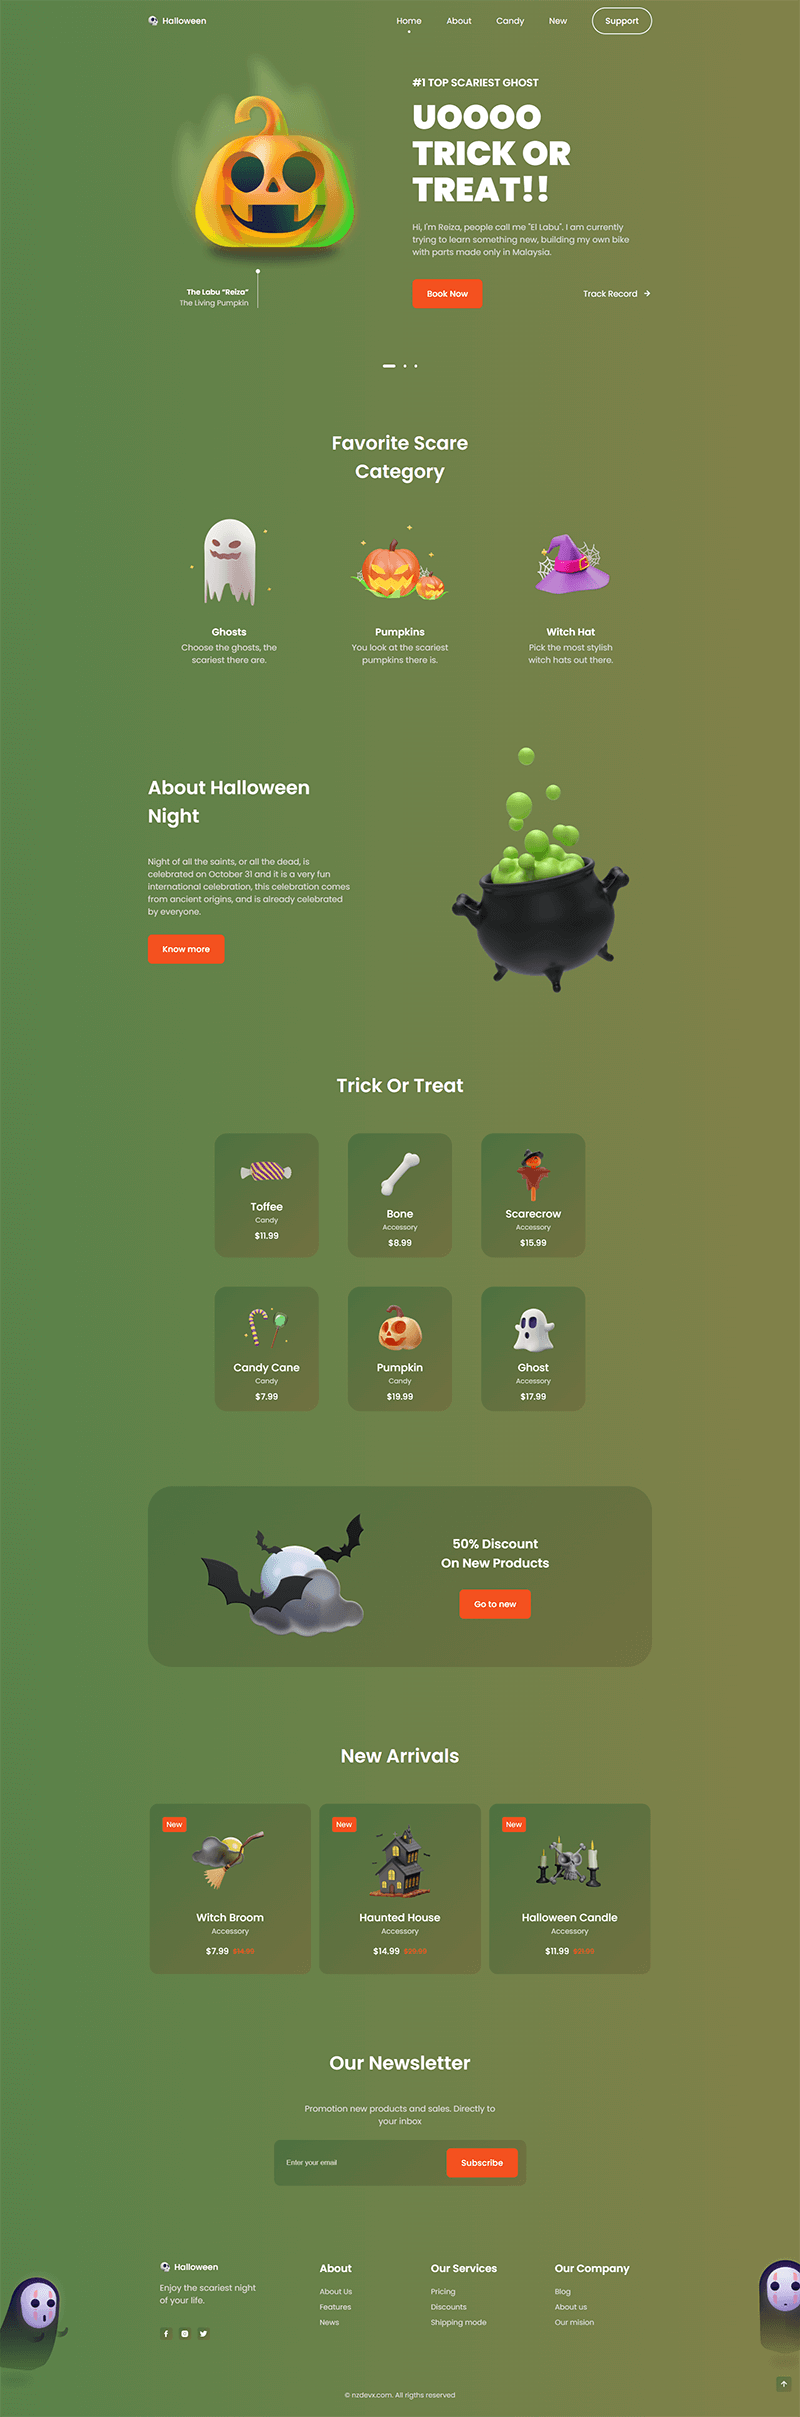 Halloween
Home
About
Candy
New
Support
#1 TOP SCARIEST GHOST
UOOOO
TRICK OR
TREAT!!
Hi, I'm Reiza, people call me "El Labu". I am currently
trying to learn something new, building my own bike
with parts made only in Malaysia.
Book Now
Track Record
The Labu "Reiza"
The Living Pumpkin
Favorite Scare
Category
Ghosts
Choose the ghosts, the
scariest there are.
Pumpkins
You look at the scariest
pumpkins there is.
Witch Hat
Pick the most stylish
witch hats out there.
About Halloween
Night
Night of all the saints, or all the dead, is
celebrated on October 31 and it is a very fun
international celebration, this celebration comes
from ancient origins, and is already celebrated
by everyone.
Know more
Trick Or Treat
Toffee
Candy
$11.99
Bone
Accessory
$8.99
Scarecrow
Accessory
$15.99
Candy Cane
Candy
$7.99
Pumpkin
Candy
$19.99
Ghost
Accessory
$17.99
50% Discount
On New Products
Go to new
New Arrivals
New
Witch Broom
Accessory
$7.99
New
Haunted House
Accessory
$14.99
New
Halloween Candle
Accessory
$11.99
Our Newsletter
Promotion new products and sales. Directly to
your inbox
Enter your email
Subscribe
Halloween
Enjoy the scariest night
of your life.
About
About Us
Features
News
Our Services
Pricing
Discounts
Shipping mode
Our Company
Blog
About us
Our mision
© nzdevx.com. All rigths reserved